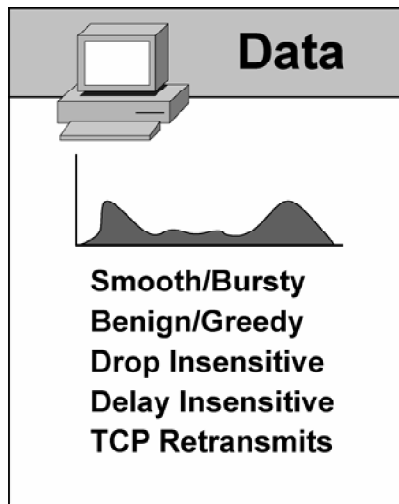 Data
Smooth/Bursty
Benign/Greedy
Drop Insensitive
Delay Insensitive
TCP Retransmits